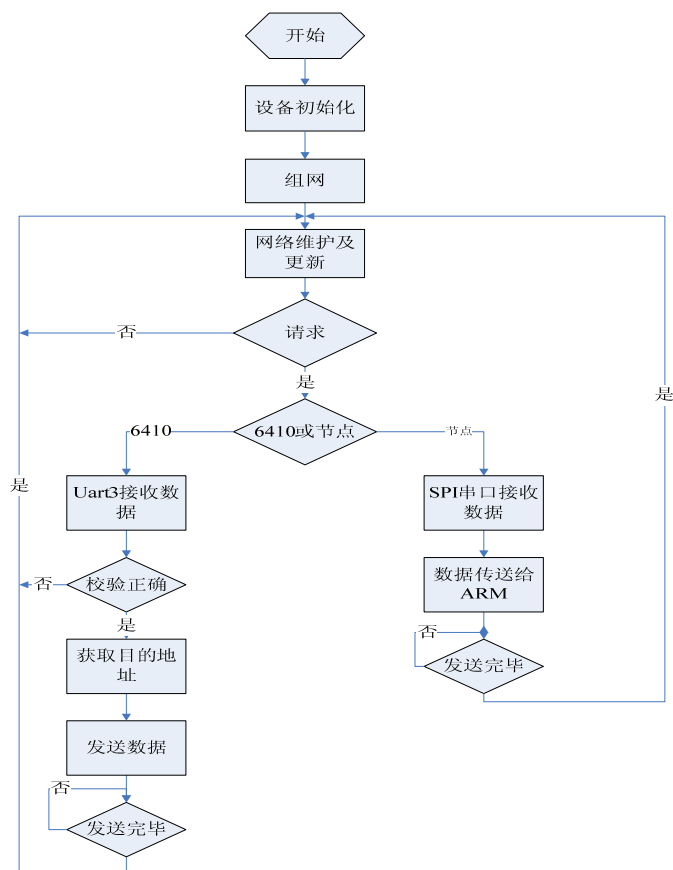 开始
设备初始化
组网
网络维护及
更新
否
请求
是
6410
6410或节点
节点
是
是
Uart3接收数
据
SPI串口接收
数据
否
校验正确
数据传送给
ARM
是
否
获取目的地
址
发送完毕
发送数据
否
发送完毕